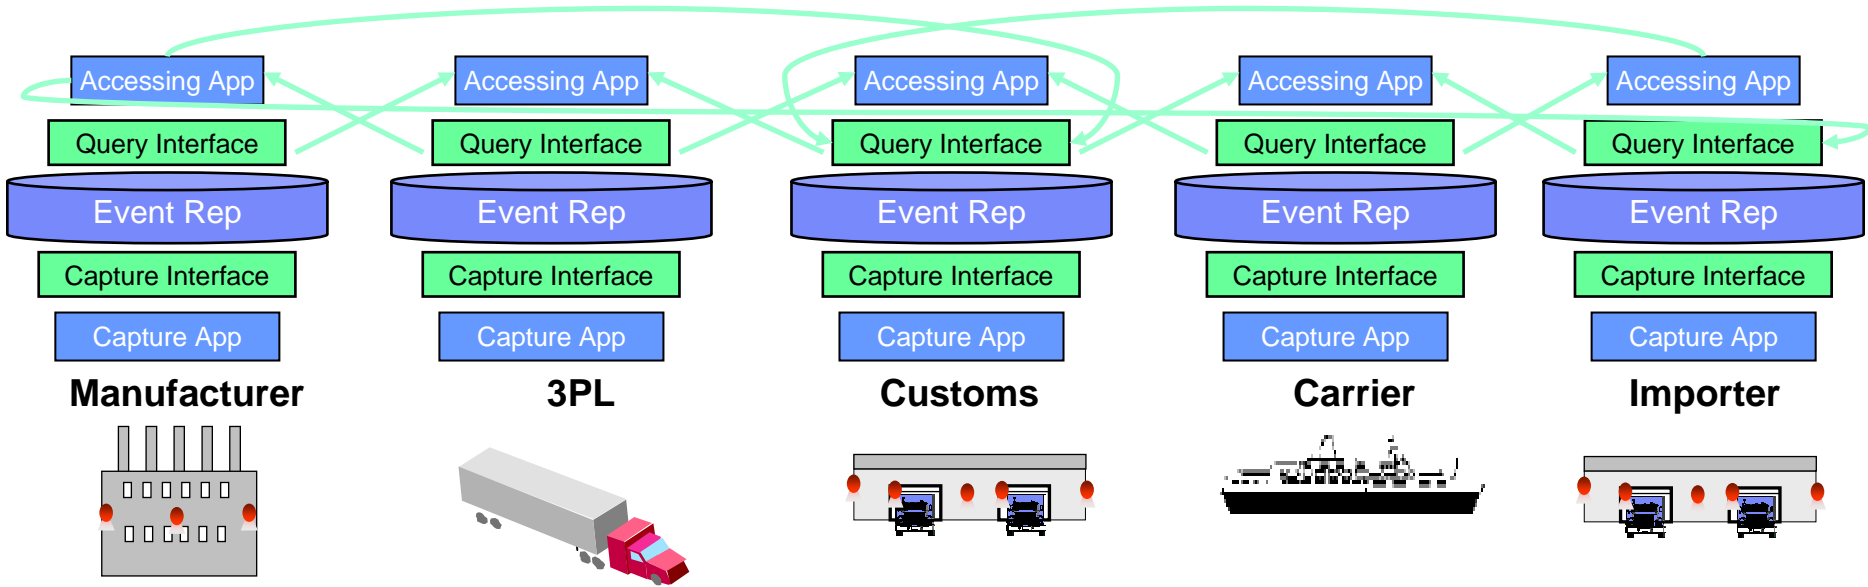 Accessing App Accessing App Accessing App Accessing App Accessing App
Query Interface Query Interface Query Interface Query Interface Query Interface
Event Rep Event Rep Event Rep Event Rep Event Rep
Capture Interface Capture Interface Capture Interface Capture Interface Capture Interface
Capture App Capture App Capture App Capture App Capture App
Manufacturer 3PL Customs Carrier Importer